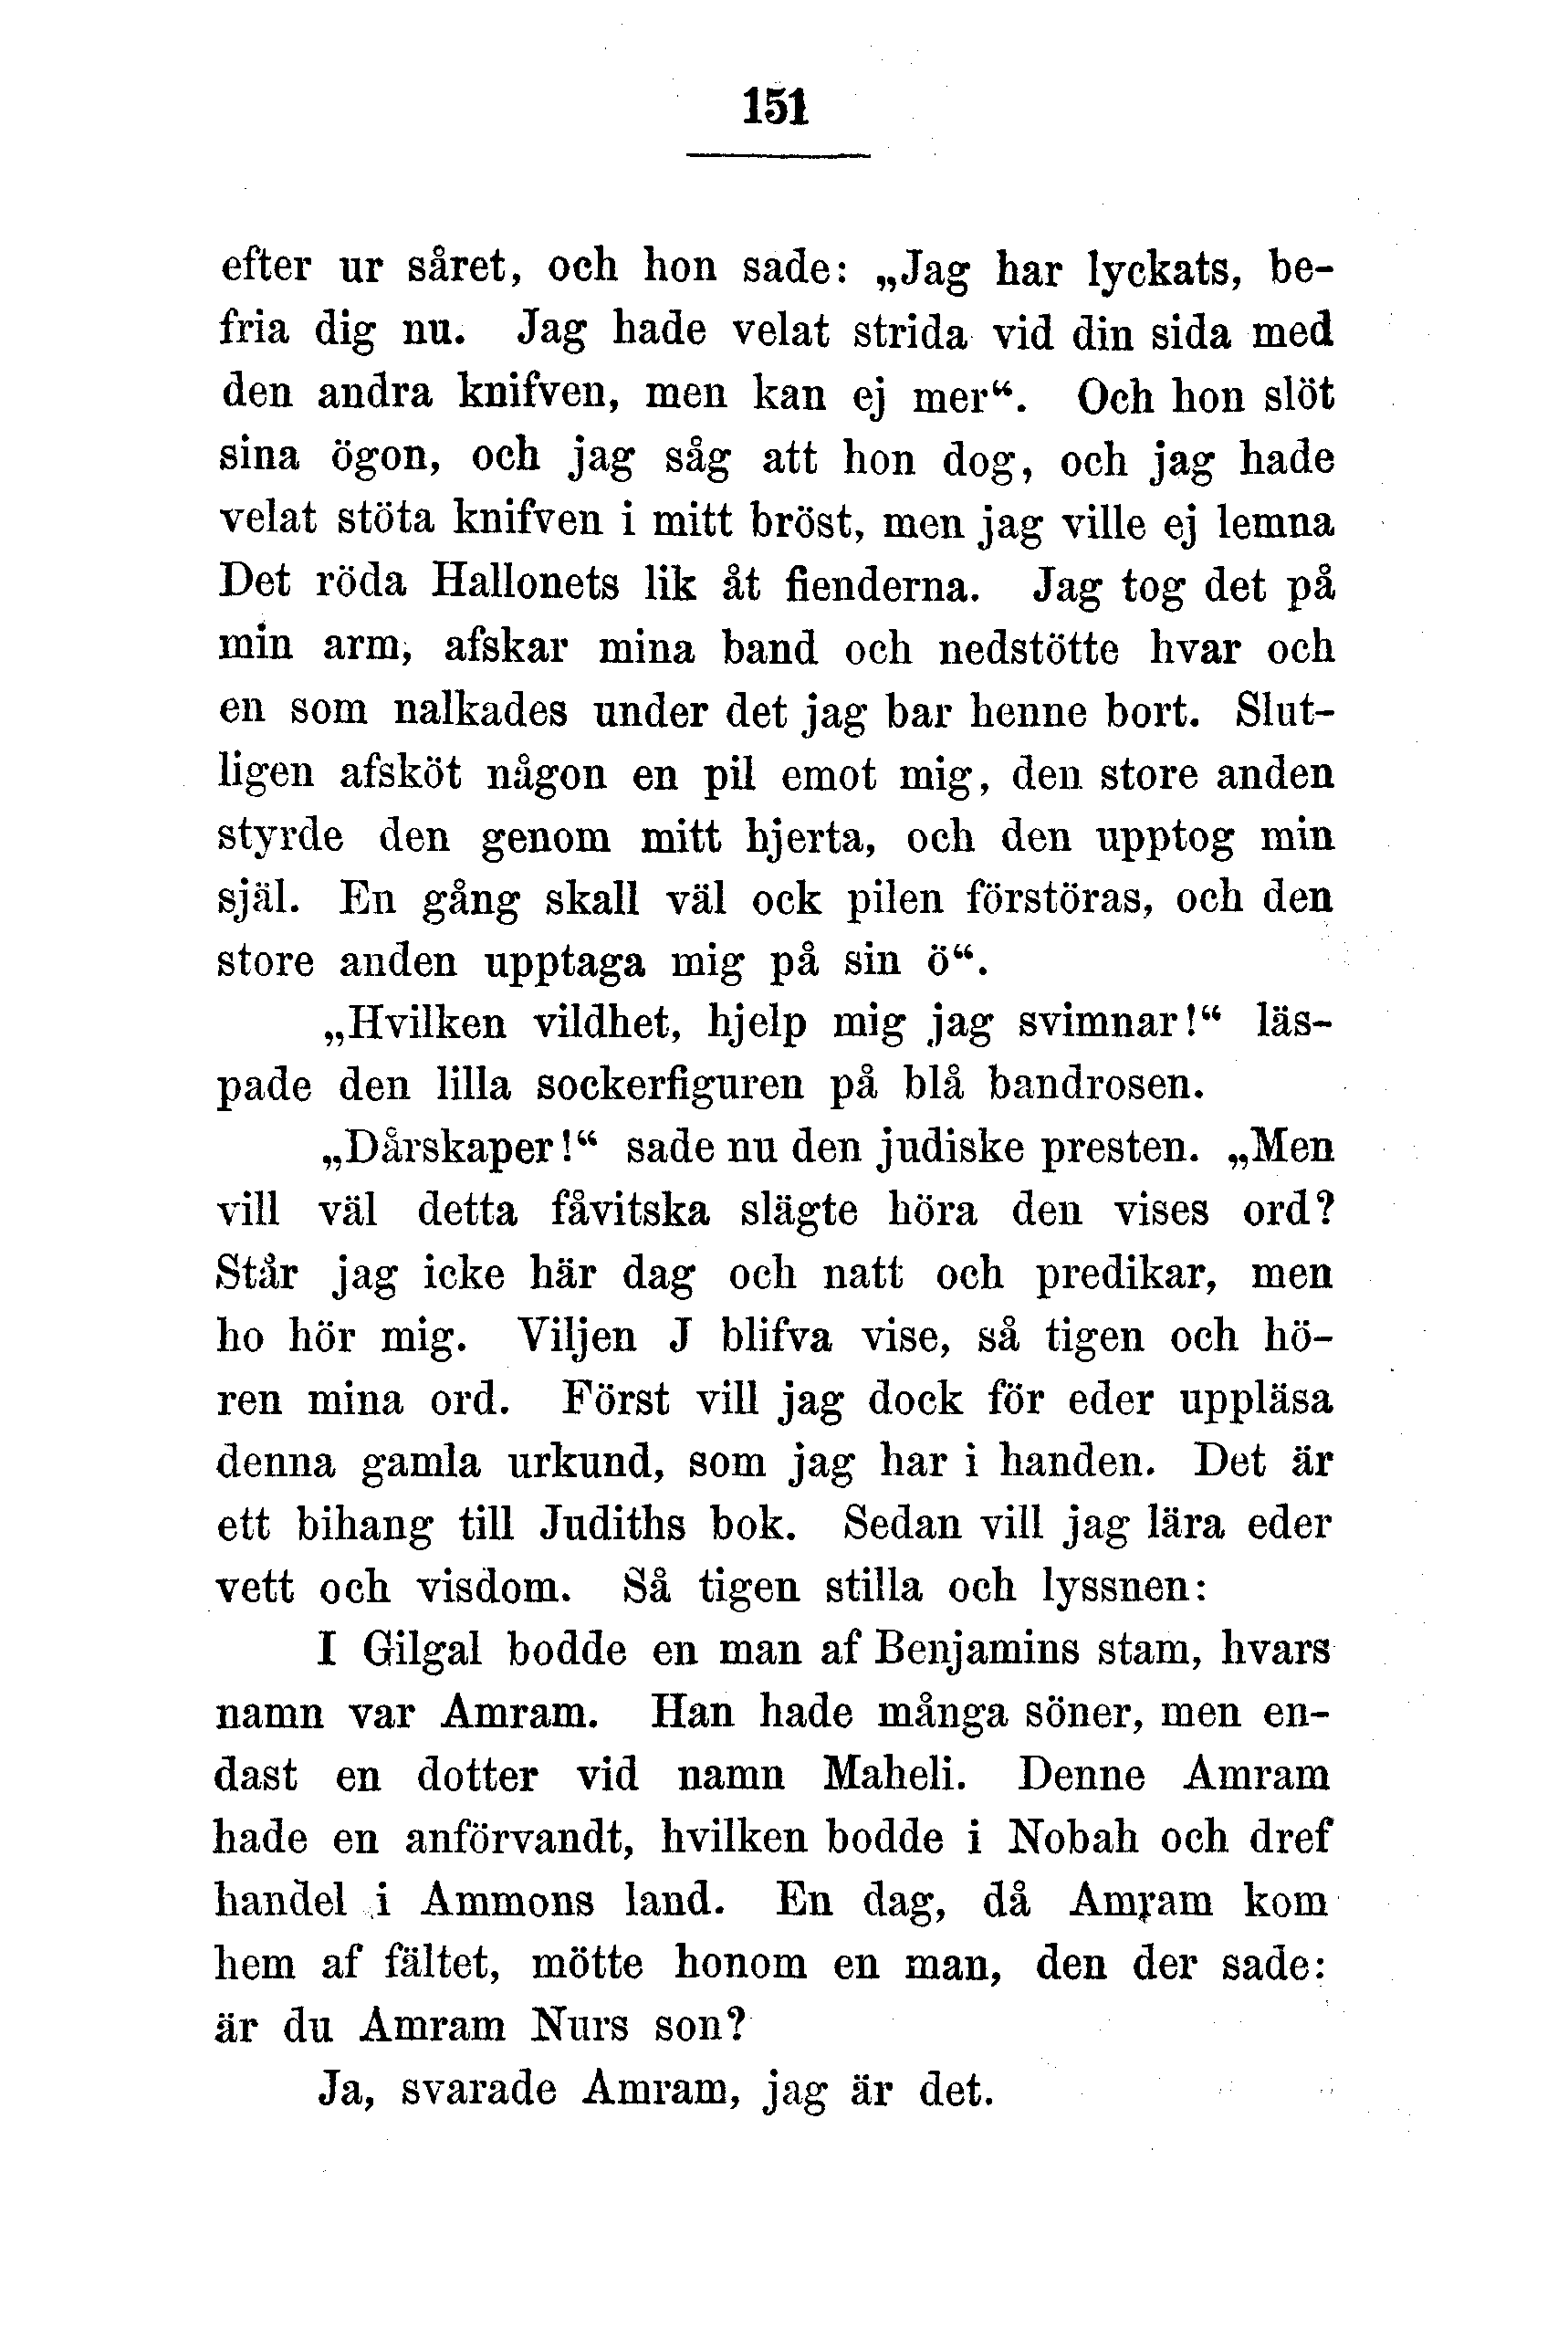 151
efter ur såret, och hon sade: „Jag har lyckats, be-
fria dig nu. Jag hade velat strida vid din sida med
den andra knifven, men kan ej mer“. Och hon slöt
sina ögon, och jag såg att hon dog, och jag hade
velat stöta knifven i mitt bröst, men jag ville ej lemna
Det röda Hallonets lik åt fienderna. Jag tog det på
min arm, afskar mina band och nedstötte hvar och
en som nalkades under det jag bar henne bort. Slut-
ligen afsköt någon en pil emot mig, den store anden
styrde den genom mitt hjerta, och den upptog min
själ. En gång skall väl ock pilen förstöras, och den
store anden upptaga mig på sin ö“.
„Hvilken vildhet, hjelp mig jag svimnar!“ läs-
pade den lilla sockerfiguren på blå bandrosen.
„Dårskaper!“ sade nu den judiske presten. „Men
vill väl detta fåvitska slägte höra den vises ord?
Står jag icke här dag och natt och predikar, men
ho hör mig. Viljen J blifva vise, så tigen och hö-
ren mina ord. Först vill jag dock för eder uppläsa
denna gamla urkund, som jag har i handen. Det är
ett bihang till Judiths bok. Sedan vill jag lära eder
vett och visdom. Så tigen stilla och lyssnen:
I Gilgal bodde en man af Benjamins stam, hvars
namn var Amram. Han hade många söner, men en-
dast en dotter vid namn Maheli. Denne Amram
hade en anförvandt, hvilken bodde i Nobah och dref
handel i Ammons land. En dag, då Amram kom
hem af fältet, mötte honom en man, den der sade:
är du Amram Nurs son?
Ja, svarade Amram, jag är det.